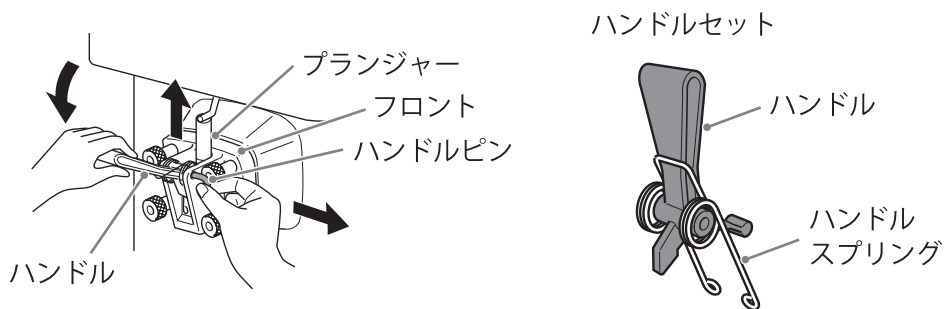 プランジャー
フロント
ハンドルピン
ハンドル
ハンドルセット
ハンドル
ハンドル
スプリング